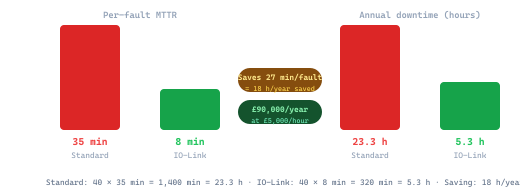 Per-fault MTTR
Annual downtime (hours)
Saves 27 min/fault
= 18 h/year saved
£90,000/year
at £5,000/hour
35 min
8 min
23.3 h
5.3 h
Standard
IO-Link
Standard
IO-Link
Standard: 40 × 35 min = 1,400 min = 23.3 h · IO-Link: 40 × 8 min = 320 min = 5.3 h · Saving: 18 h/yea